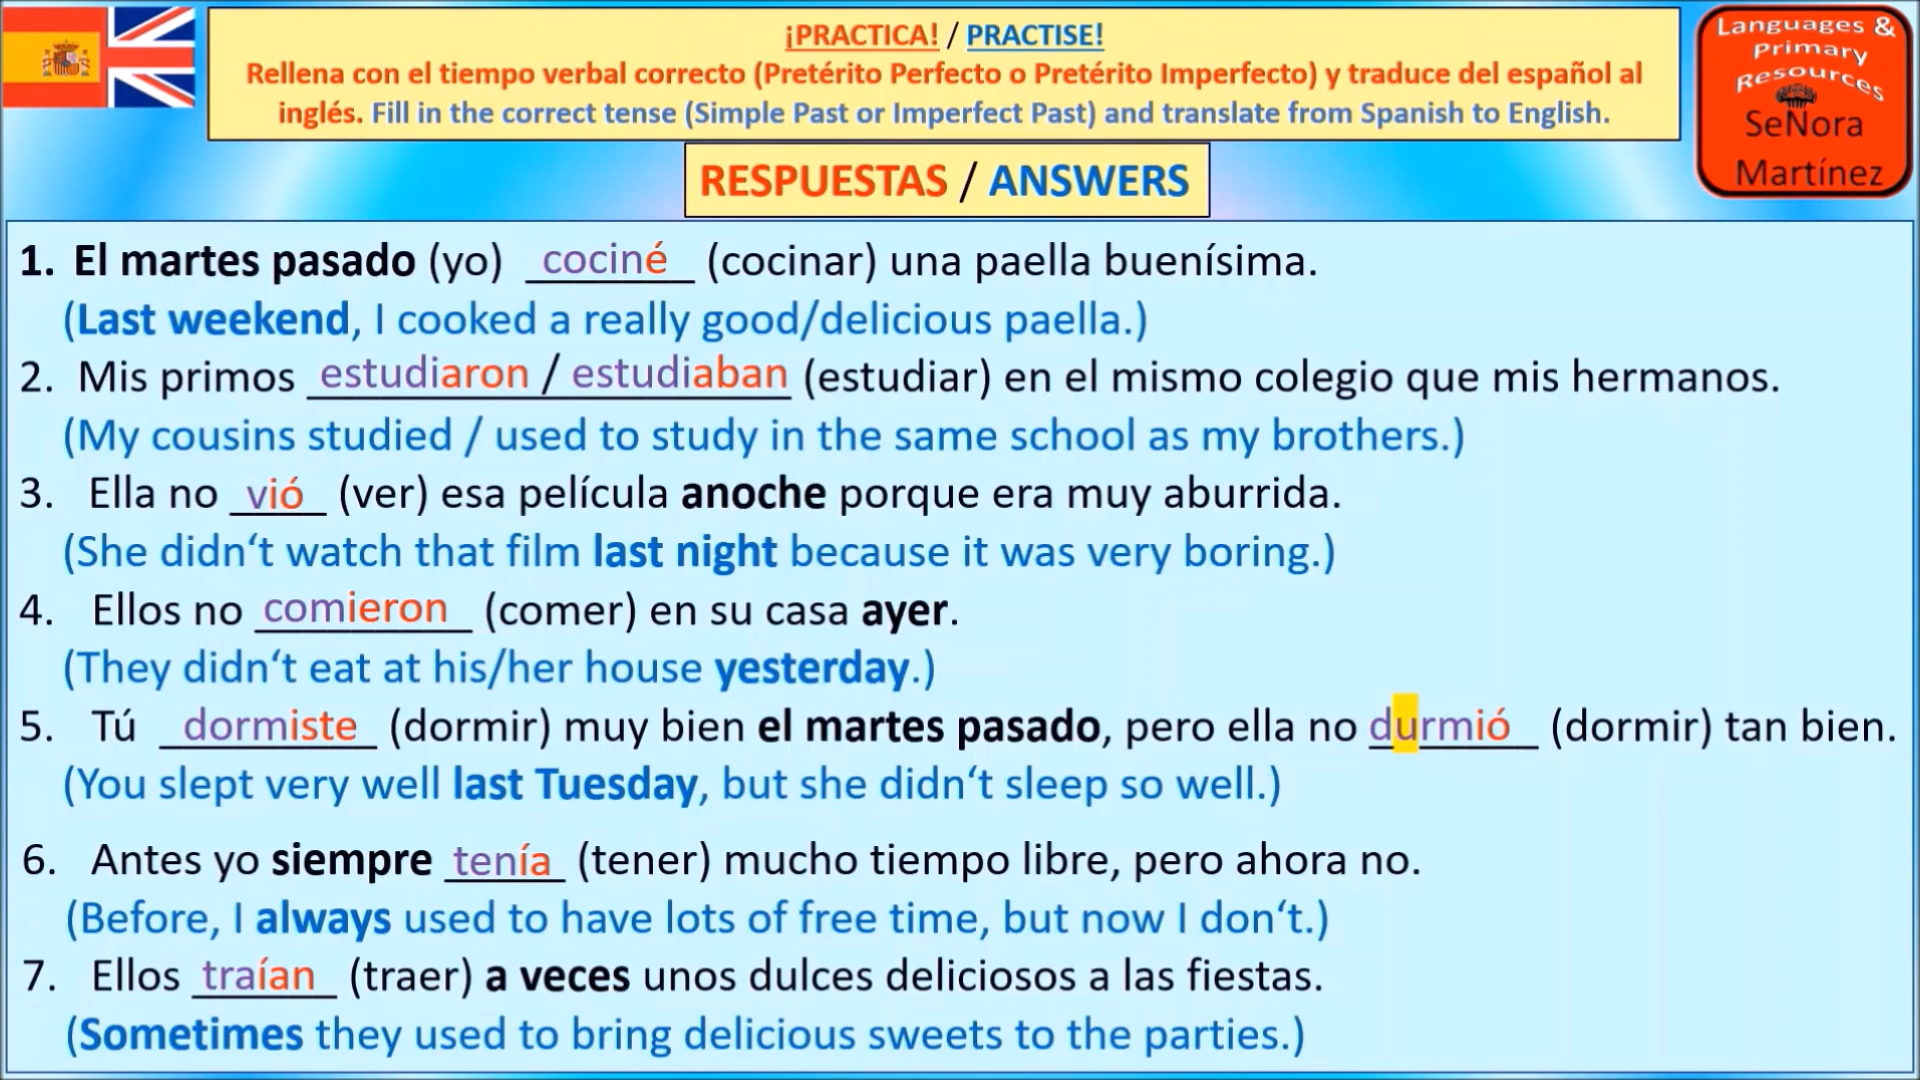 ¡PRACTICA! / PRACTISE!
Rellena con el tiempo verbal correcto (Pretérito Perfecto o Pretérito Imperfecto) y traduce del español al
inglés. Fill in the correct tense (Simple Past or Imperfect Past) and translate from Spanish to English.
Languages &
Primary
Resources
SeNora
Martínez
RESPUESTAS / ANSWERS
1. El martes pasado (yo) cociné (cocinar) una paella buenísima.
(Last weekend, I cooked a really good/delicious paella.)
2. Mis primos estudiaron / estudiaban (estudiar) en el mismo colegio que mis hermanos.
(My cousins studied / used to study in the same school as my brothers.)
3. Ella no vió (ver) esa película anoche porque era muy aburrida.
(She didn‘t watch that film last night because it was very boring.)
4. Ellos no comieron (comer) en su casa ayer.
(They didn‘t eat at his/her house yesterday.)
5. Tú dormiste (dormir) muy bien el martes pasado, pero ella no durmió (dormir) tan bien.
(You slept very well last Tuesday, but she didn‘t sleep so well.)
6. Antes yo siempre tenía (tener) mucho tiempo libre, pero ahora no.
(Before, I always used to have lots of free time, but now I don‘t.)
7. Ellos traían (traer) a veces unos dulces deliciosos a las fiestas.
(Sometimes they used to bring delicious sweets to the parties.)